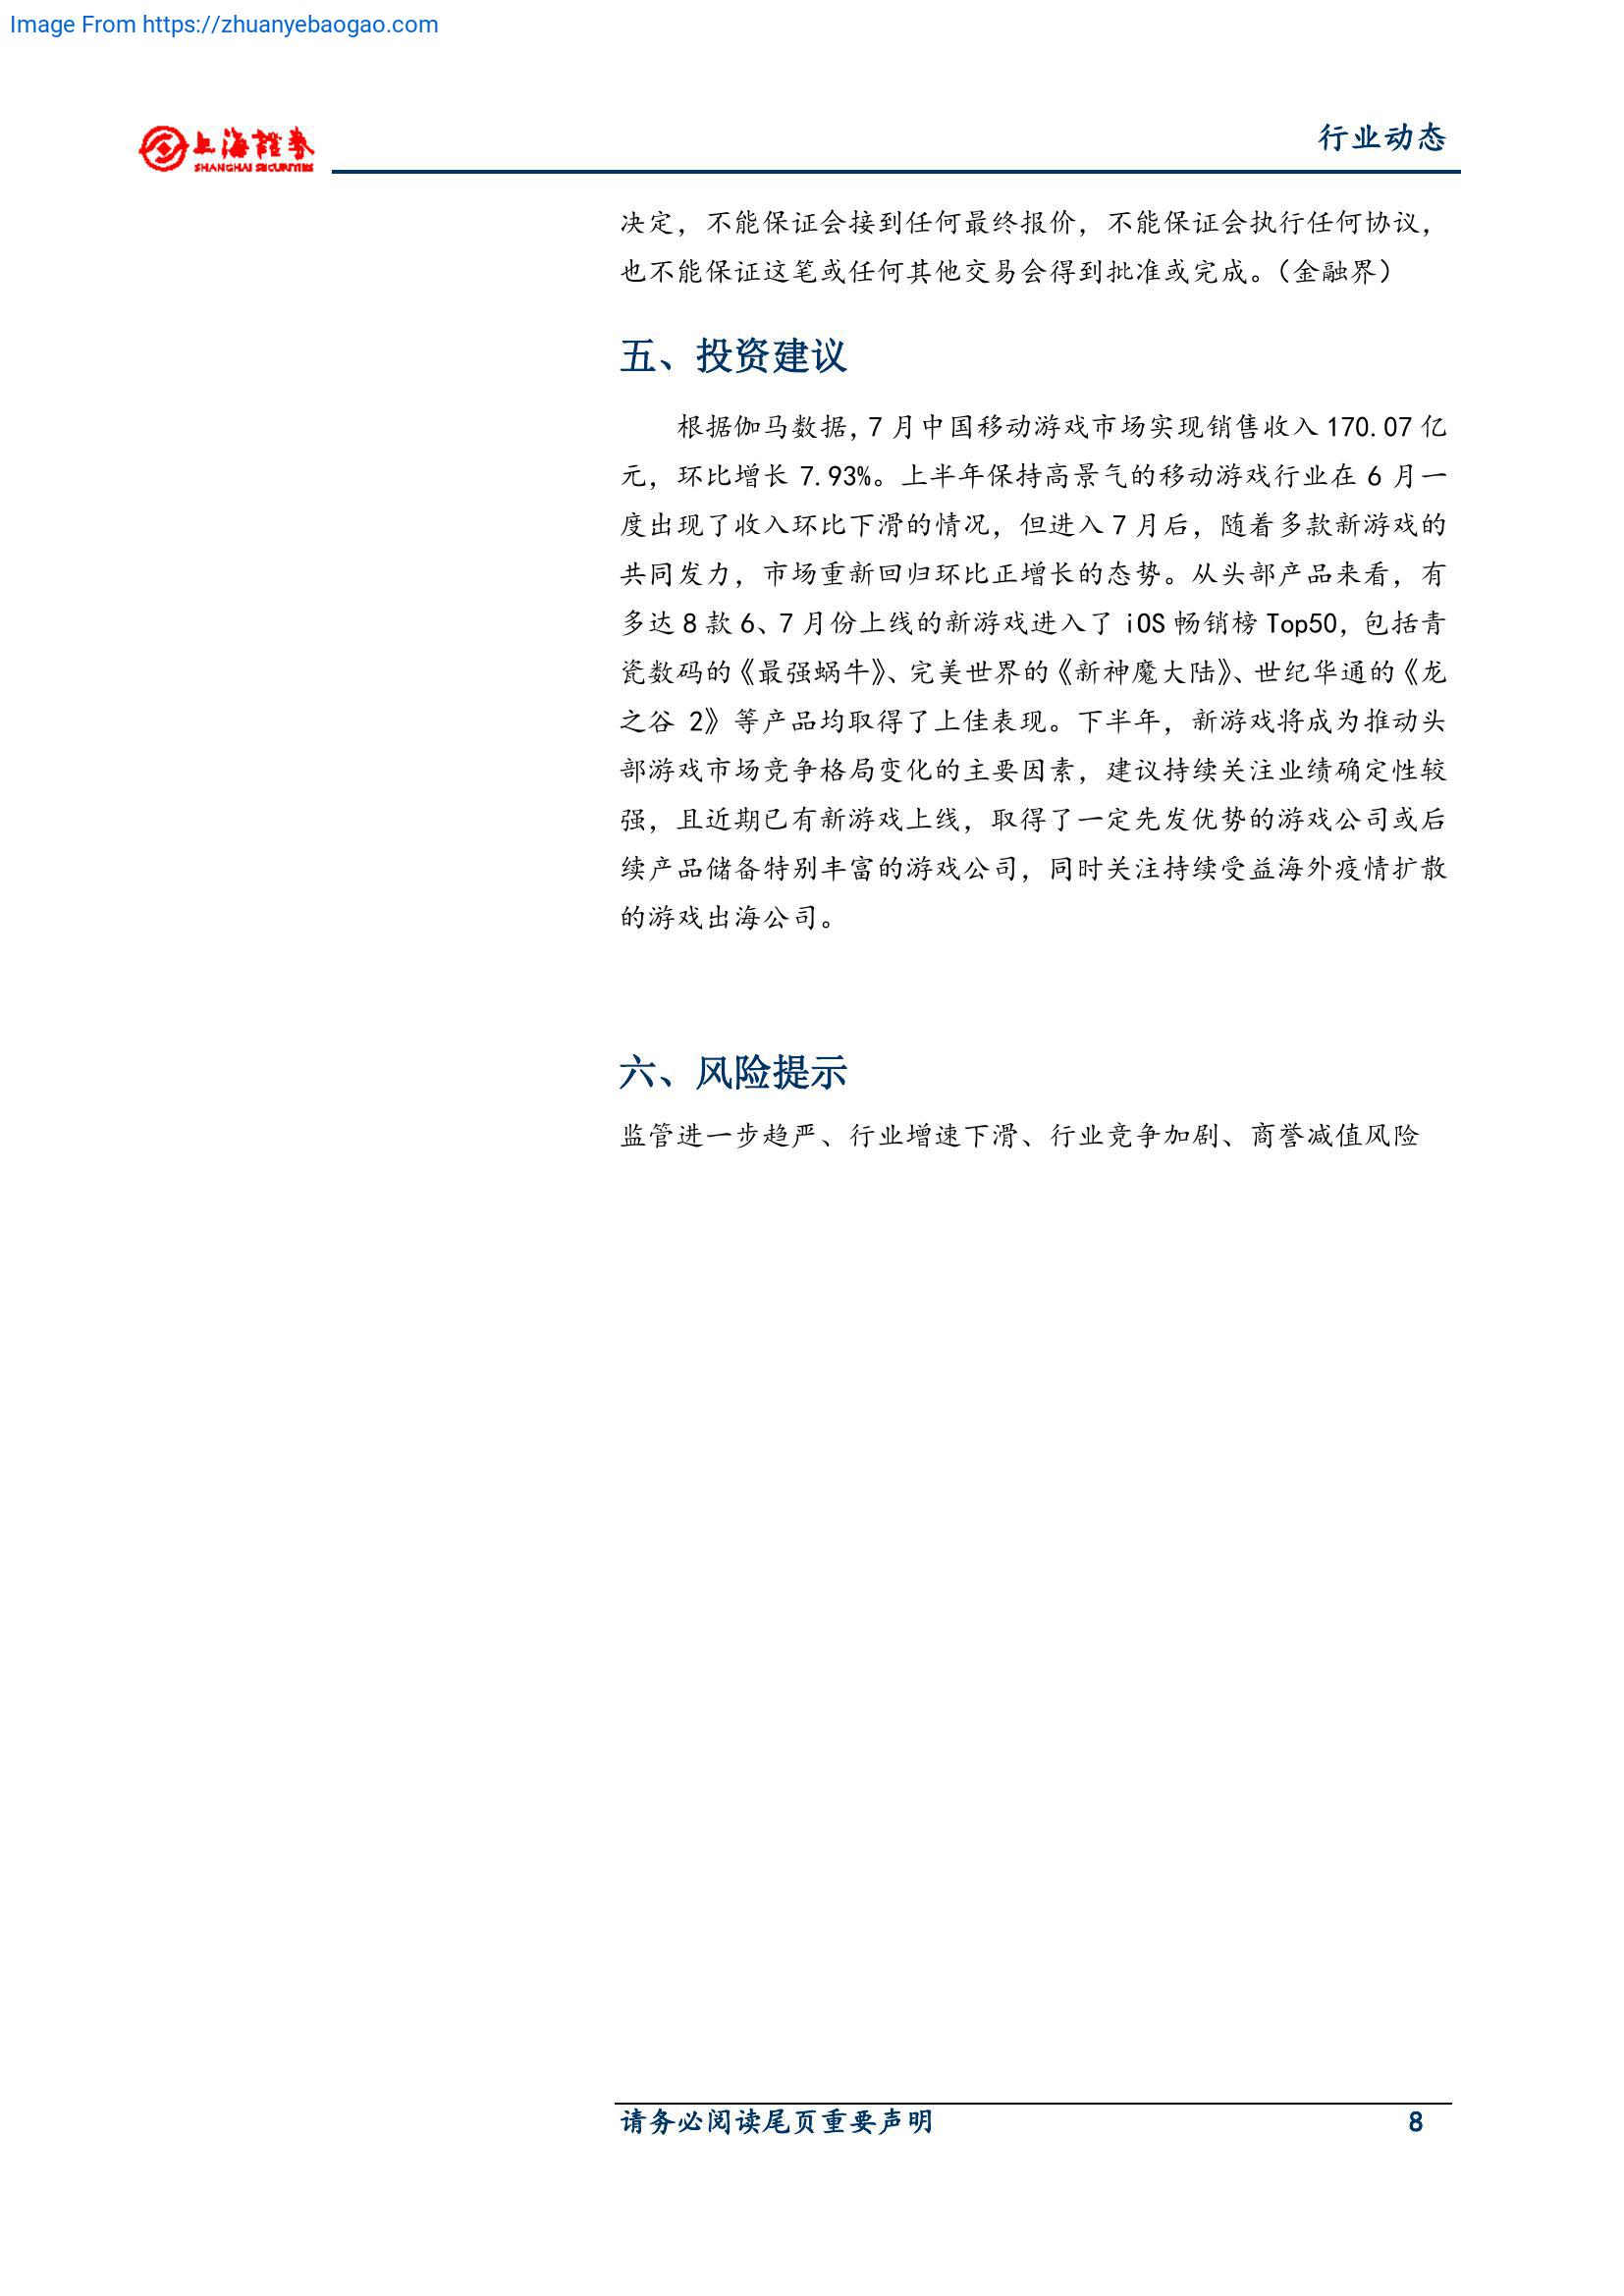 Image From https://zhuanyebaogao.com
上海證券
SHANGHAI SECURITIES
行业动态
决定，不能保证会接到任何最终报价，不能保证会执行任何协议，
也不能保证这笔或任何其他交易会得到批准或完成。（金融界）
五、投资建议
根据伽马数据，7 月中国移动游戏市场实现销售收入 170.07 亿
元，环比增长 7.93%。上半年保持高景气的移动游戏行业在 6 月一
度出现了收入环比下滑的情况，但进入 7 月后，随着多款新游戏的
共同发力，市场重新回归环比正增长的态势。从头部产品来看，有
多达 8 款 6、7 月份上线的新游戏进入了 iOS 畅销榜 Top50，包括青
瓷数码的《最强蜗牛》、完美世界的《新神魔大陆》、世纪华通的《龙
之谷 2》等产品均取得了上佳表现。下半年，新游戏将成为推动头
部游戏市场竞争格局变化的主要因素，建议持续关注业绩确定性较
强，且近期已有新游戏上线，取得了一定先发优势的游戏公司或后
续产品储备特别丰富的游戏公司，同时关注持续受益海外疫情扩散
的游戏出海公司。
六、风险提示
监管进一步趋严、行业增速下滑、行业竞争加剧、商誉减值风险
请务必阅读尾页重要声明 8